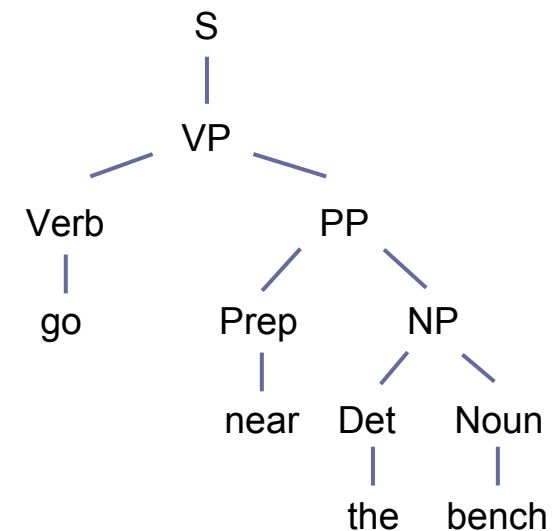 S
VP
Verb PP
go Prep NP
near Det Noun
the bench